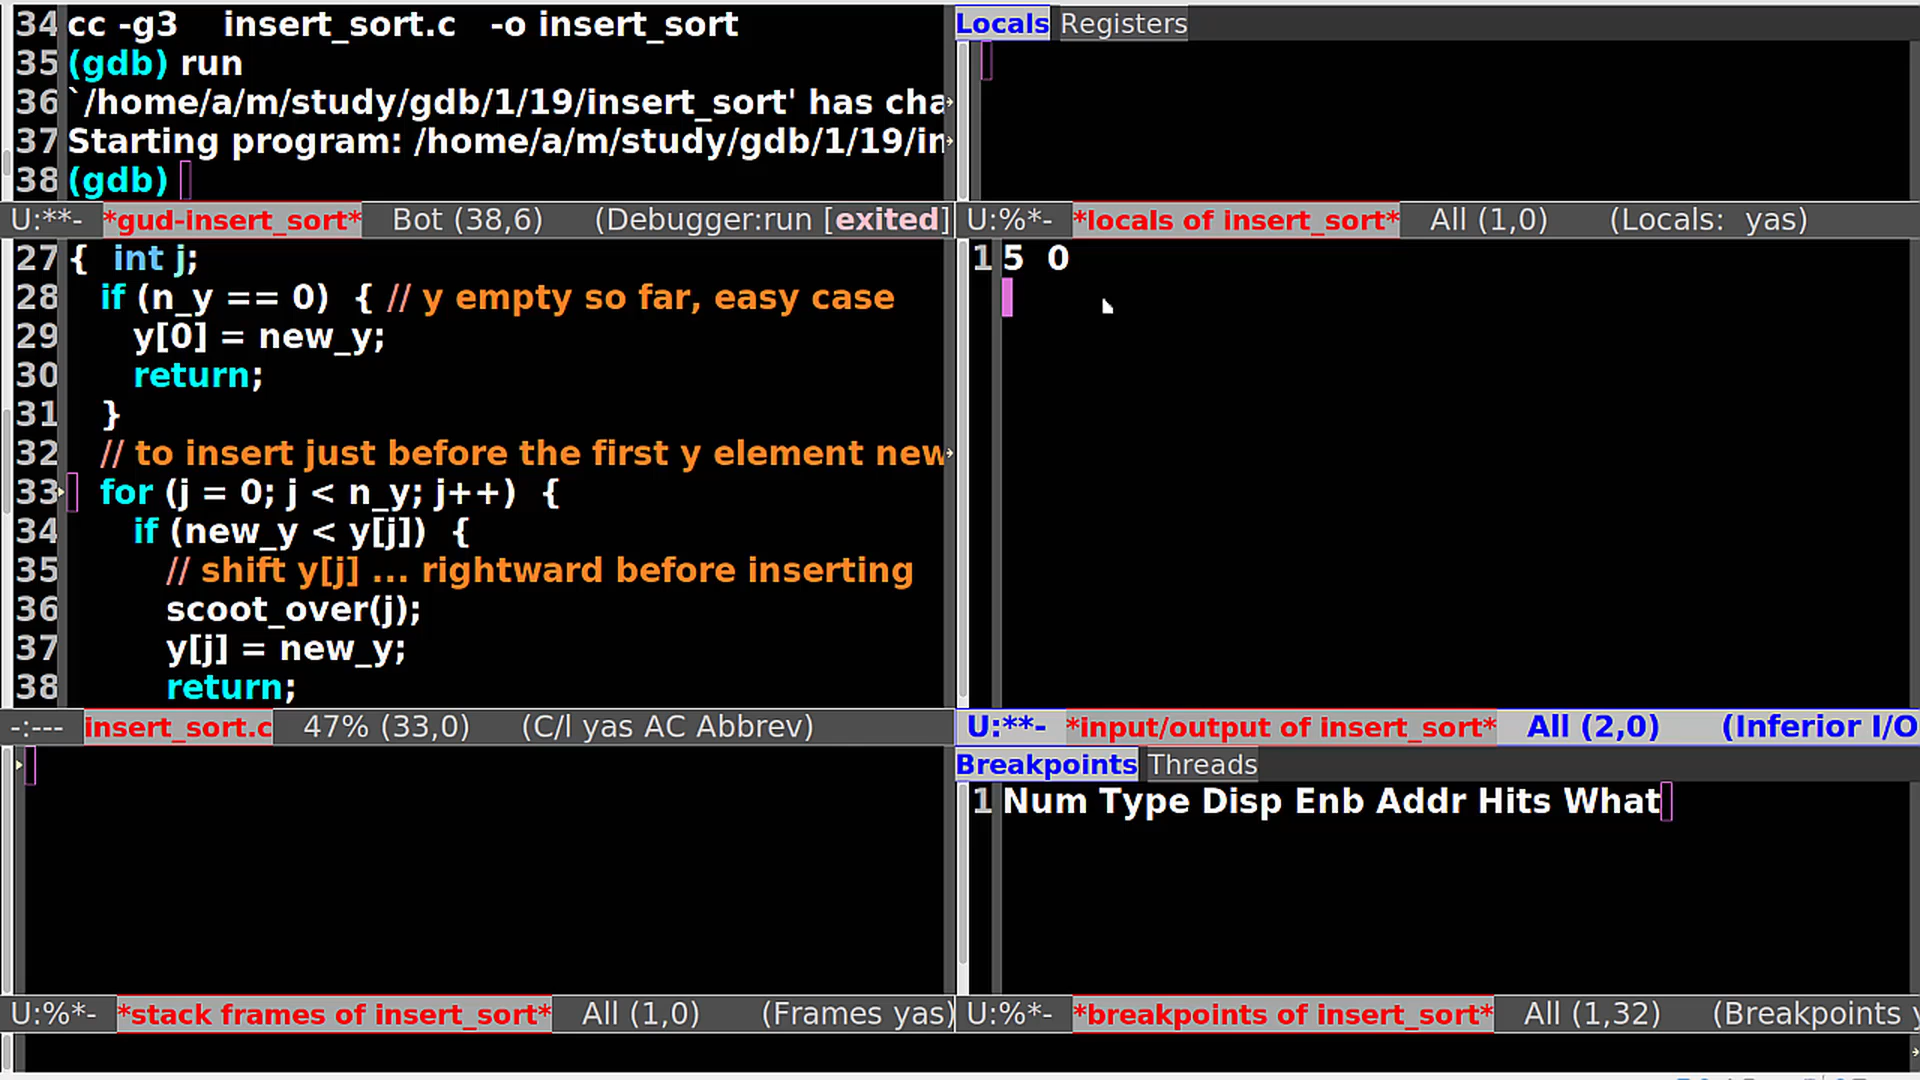 34 cc -g3    insert_sort.c   -o insert_sort
35 (gdb) run
36 `/home/a/m/study/gdb/1/19/insert_sort' has cha
37 Starting program: /home/a/m/study/gdb/1/19/in
38 (gdb)
U:**-  *gud-insert_sort*   Bot (38,6)    (Debugger:run [exited]
Locals Registers
U:%*-  *locals of insert_sort*   All (1,0)    (Locals:  yas)
27 {  int j;
28   if (n_y == 0)  { // y empty so far, easy case
29     y[0] = new_y;
30     return;
31   }
32   // to insert just before the first y element new
33   for (j = 0; j < n_y; j++)  {
34     if (new_y < y[j])  {
35       // shift y[j] ... rightward before inserting
36       scoot_over(j);
37       y[j] = new_y;
38       return;
-:---  insert_sort.c   47% (33,0)    (C/l yas AC Abbrev)
1 5  0
U:**-  *input/output of insert_sort*   All (2,0)    (Inferior I/O
U:%*-  *stack frames of insert_sort*   All (1,0)    (Frames yas)
Breakpoints Threads
1 Num Type Disp Enb Addr Hits What
U:%*-  *breakpoints of insert_sort*   All (1,32)    (Breakpoints y